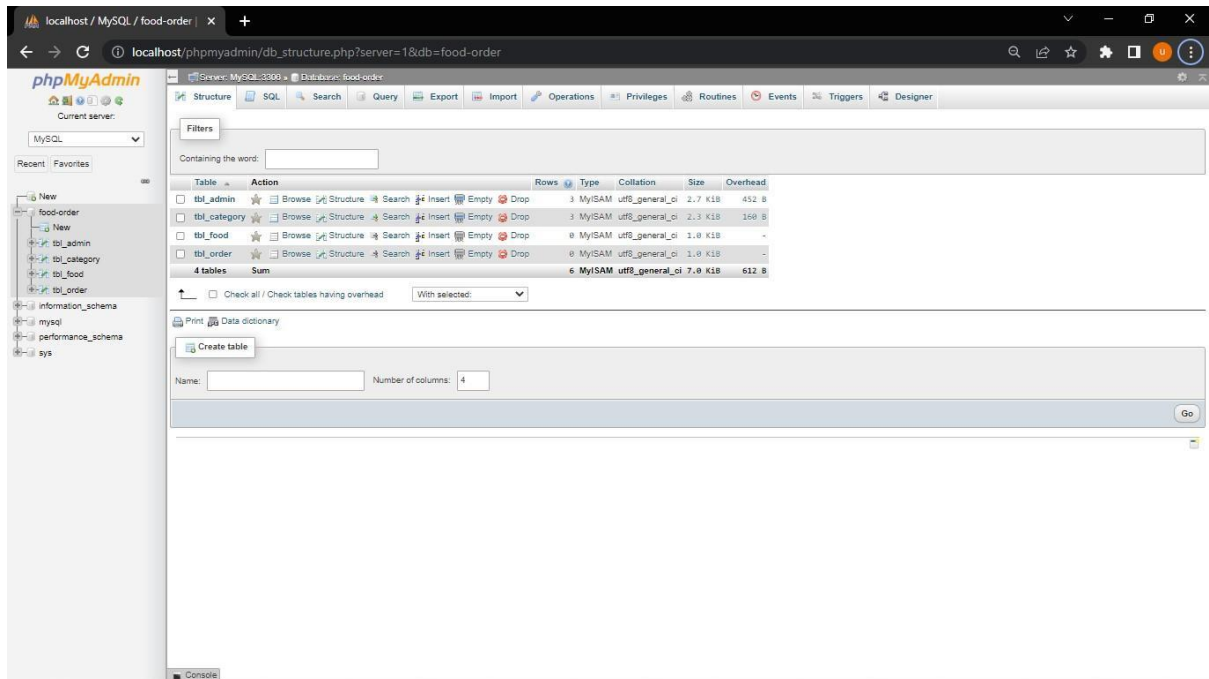 localhost / MySQL / food-order |
localhost/phpmyadmin/db_structure.php?server=1&db=food-order
phpMyAdmin
Current server:
MySQL
Recent Favorites
New
food-order
New
tbl_admin
tbl_category
tbl_food
tbl_order
information_schema
mysql
performance_schema
sys
Server: MySQL:3306 » Database: food-order
Structure SQL Search Query Export Import Operations Privileges Routines Events Triggers Designer
Filters
Containing the word:
Table Action Rows Type Collation Size Overhead
tbl_admin Browse Structure Search Insert Empty Drop 3 MyISAM utf8_general_ci 2.7 KiB 452 B
tbl_category Browse Structure Search Insert Empty Drop 3 MyISAM utf8_general_ci 2.3 KiB 160 B
tbl_food Browse Structure Search Insert Empty Drop 0 MyISAM utf8_general_ci 1.0 KiB -
tbl_order Browse Structure Search Insert Empty Drop 0 MyISAM utf8_general_ci 1.0 KiB -
4 tables Sum 6 MyISAM utf8_general_ci 7.0 KiB 612 B
Check all / Check tables having overhead With selected:
Print Data dictionary
Create table
Name: Number of columns: 4
Go
Console